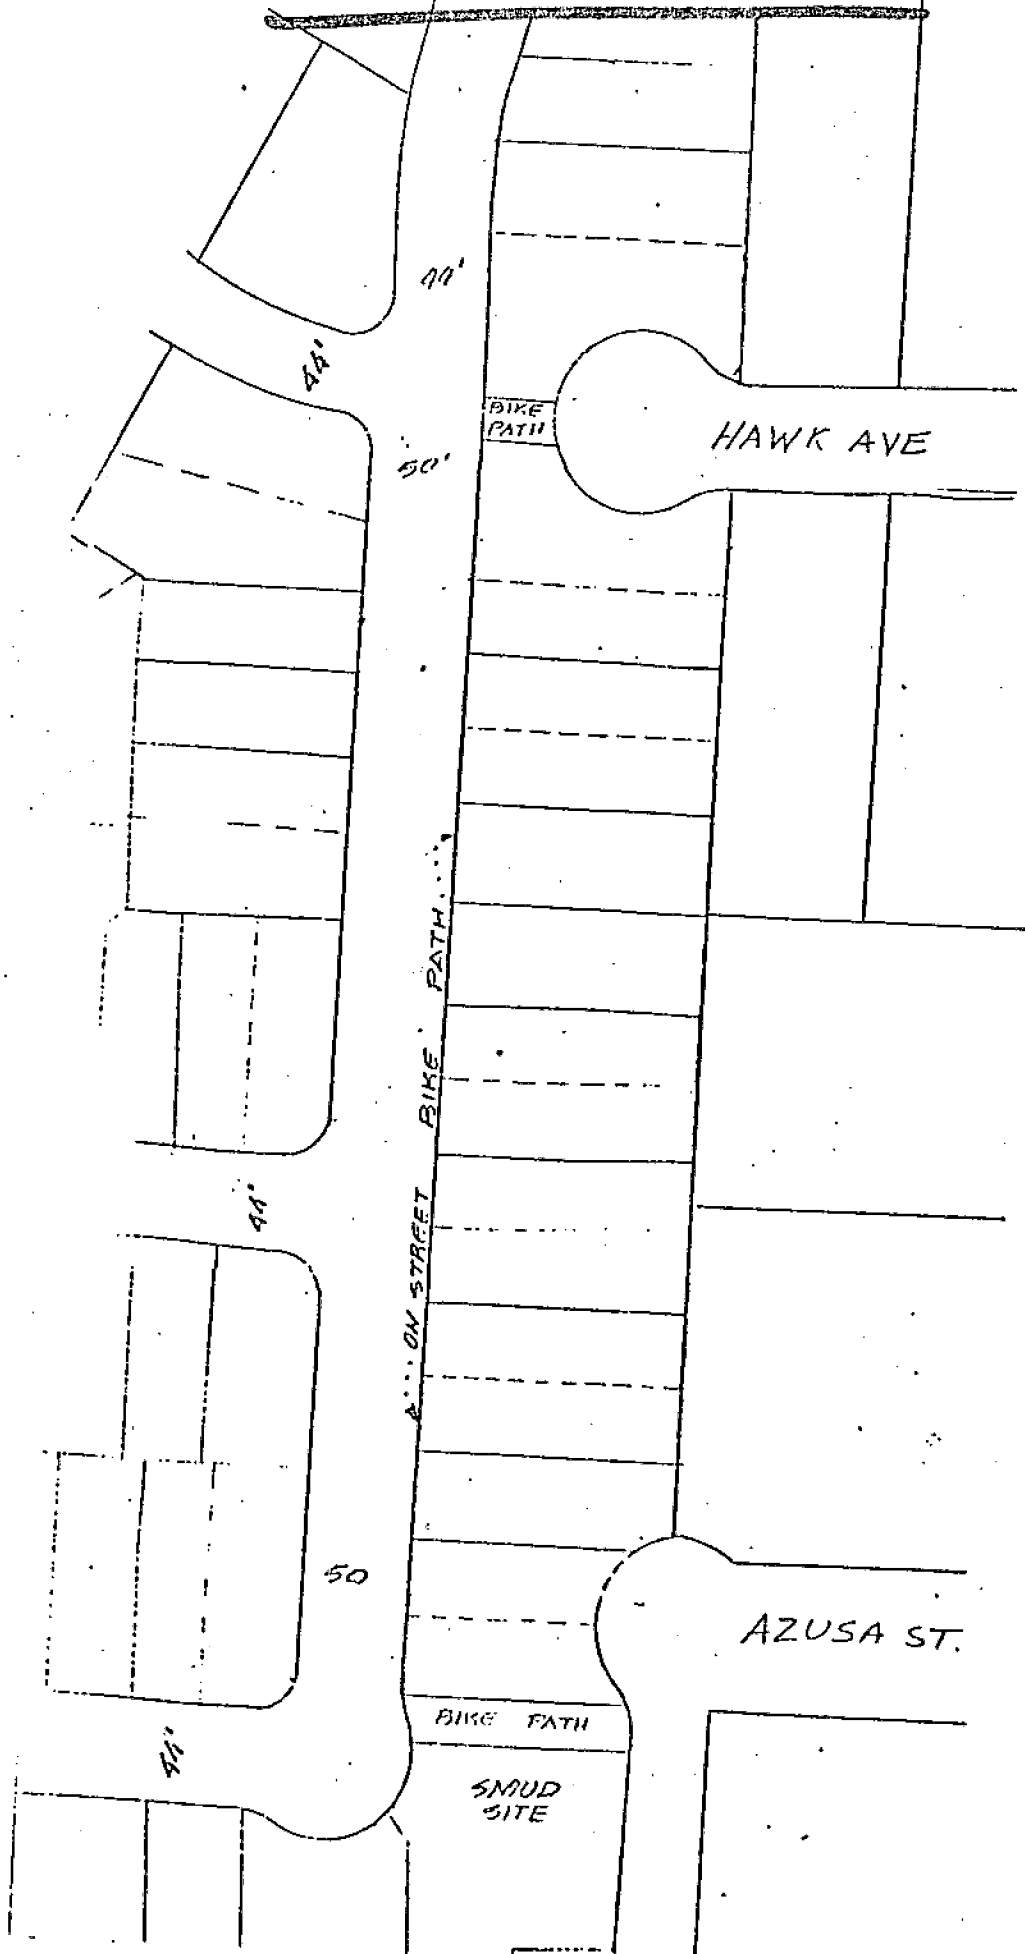 44'
44'
BIKE
PATH
HAWK AVE
50'
ON STREET BIKE PATH
44'
50
AZUSA ST.
BIKE PATH
44'
SMUD
SITE